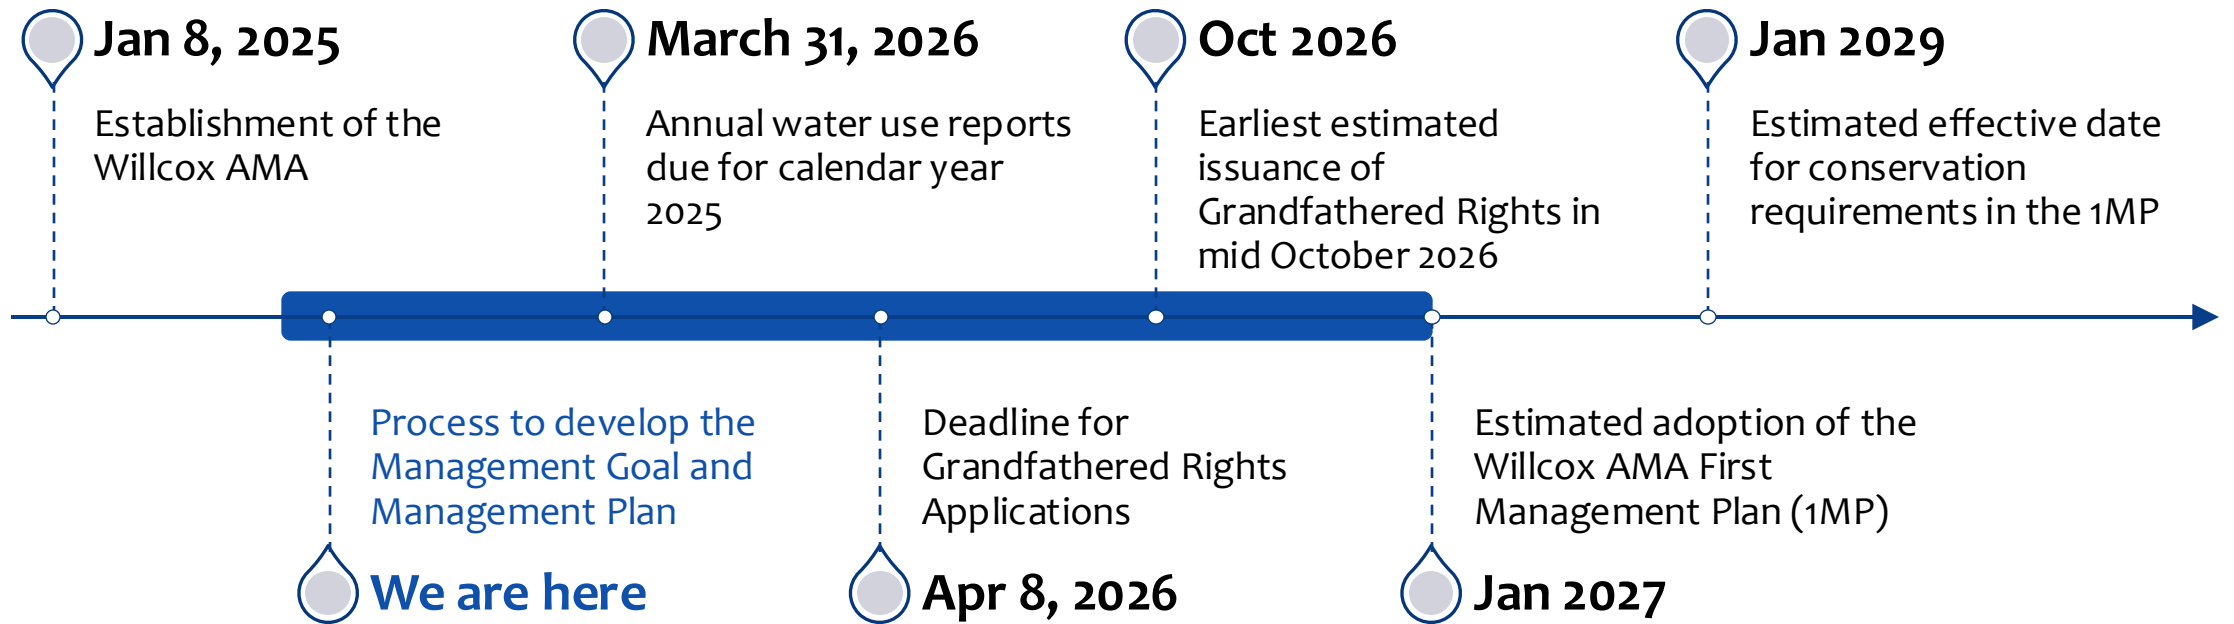 Jan 8, 2025
Establishment of the
Willcox AMA
March 31, 2026
Annual water use reports
due for calendar year
2025
Oct 2026
Earliest estimated
issuance of
Grandfathered Rights in
mid October 2026
Jan 2029
Estimated effective date
for conservation
requirements in the 1MP
Process to develop the
Management Goal and
Management Plan
We are here
Deadline for
Grandfathered Rights
Applications
Apr 8, 2026
Estimated adoption of the
Willcox AMA First
Management Plan (1MP)
Jan 2027